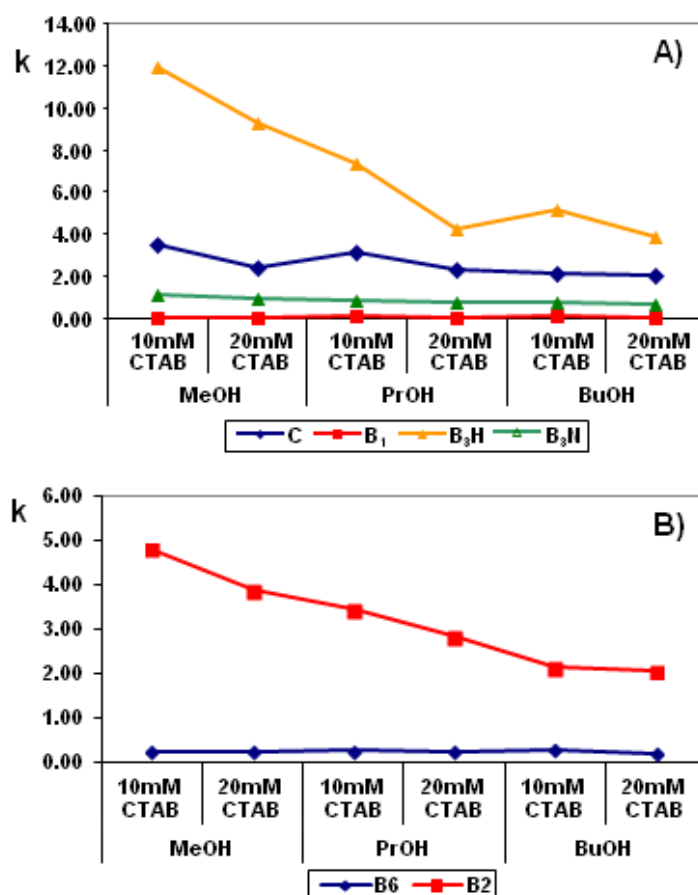 14.00
k
A)
12.00
10.00
8.00
6.00
4.00
2.00
0.00
10mM 20mM 10mM 20mM 10mM 20mM
CTAB CTAB CTAB CTAB CTAB CTAB
MeOH PrOH BuOH
C B₁ B₃H B₃N
6.00
k
B)
5.00
4.00
3.00
2.00
1.00
0.00
10mM 20mM 10mM 20mM 10mM 20mM
CTAB CTAB CTAB CTAB CTAB CTAB
MeOH PrOH BuOH
B6 B2